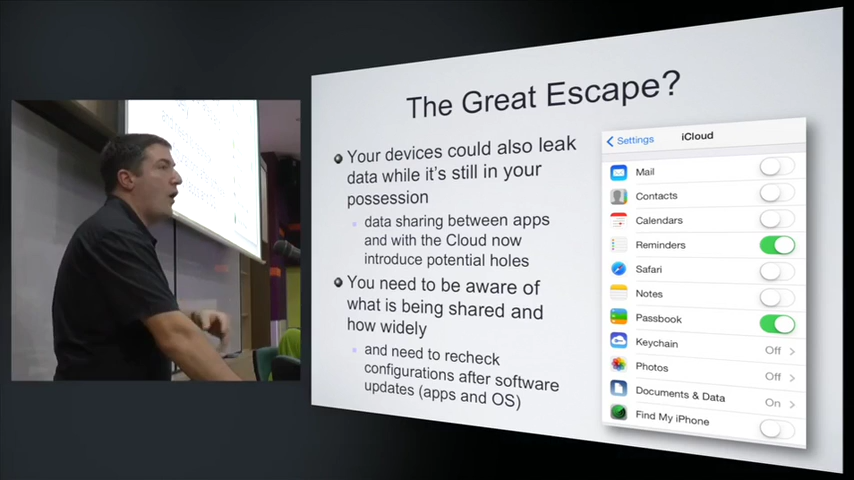 The Great Escape?
Your devices could also leak
data while it's still in your
possession
data sharing between apps
and with the Cloud now
introduce potential holes
You need to be aware of
what is being shared and
how widely
and need to recheck
configurations after software
updates (apps and OS)
Settings iCloud
Mail
Contacts
Calendars
Reminders
Safari
Notes
Passbook
Keychain Off
Photos Off
Documents & Data On
Find My iPhone